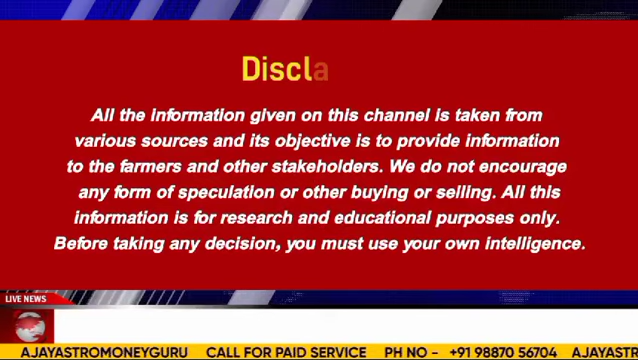 Discla
All the information given on this channel is taken from
various sources and its objective is to provide information
to the farmers and other stakeholders. We do not encourage
any form of speculation or other buying or selling. All this
information is for research and educational purposes only.
Before taking any decision, you must use your own intelligence.
LIVE NEWS
AJAYASTROMONEYGURU CALL FOR PAID SERVICE PH NO - +91 98870 56704 AJAYASTR